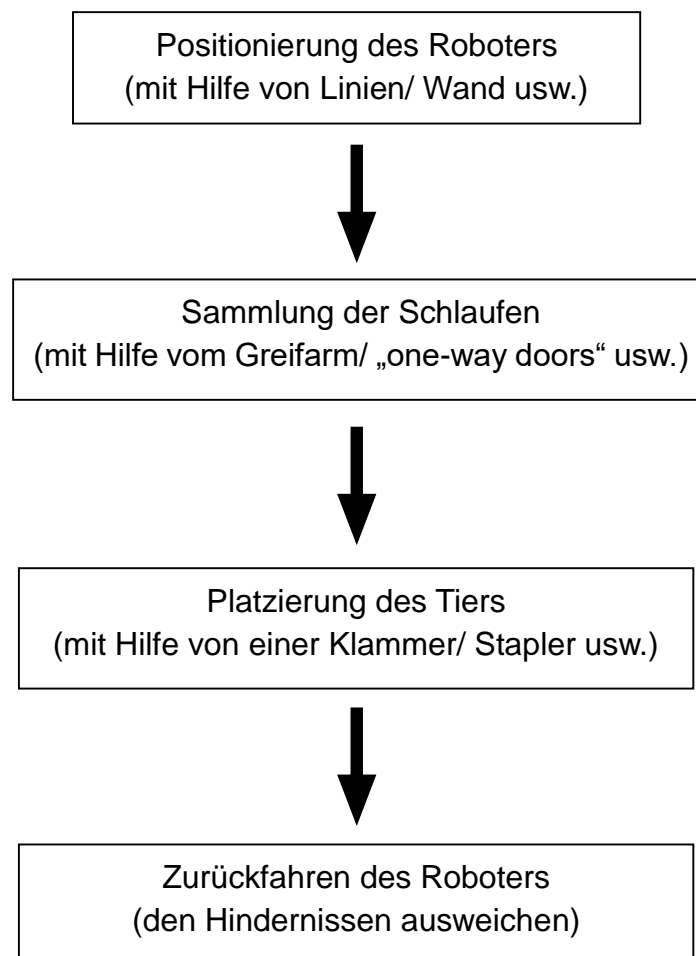 Positionierung des Roboters
(mit Hilfe von Linien/ Wand usw.)
Sammlung der Schlaufen
(mit Hilfe vom Greifarm/ „one-way doors“ usw.)
Platzierung des Tiers
(mit Hilfe von einer Klammer/ Stapler usw.)
Zurückfahren des Roboters
(den Hindernissen ausweichen)